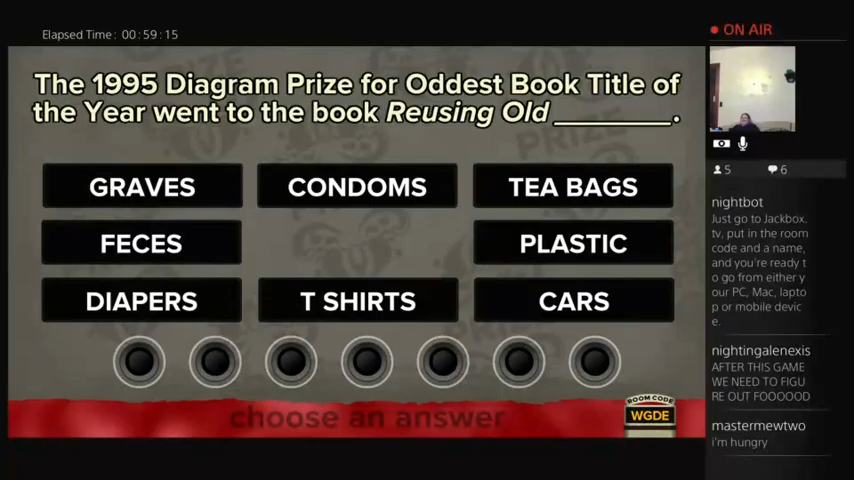 Elapsed Time : 00:59:15
ON AIR
The 1995 Diagram Prize for Oddest Book Title of
the Year went to the book Reusing Old ________.
GRAVES
CONDOMS
TEA BAGS
FECES
PLASTIC
DIAPERS
T SHIRTS
CARS
choose an answer
ROOM CODE
WGDE
5
6
nightbot
Just go to Jackbox.
tv, put in the room
code and a name,
and you're ready t
o go from either y
our PC, Mac, lapto
p or mobile devic
e.
nightingalenexis
AFTER THIS GAME
WE NEED TO FIGU
RE OUT FOOOOOD
mastermewtwo
i'm hungry